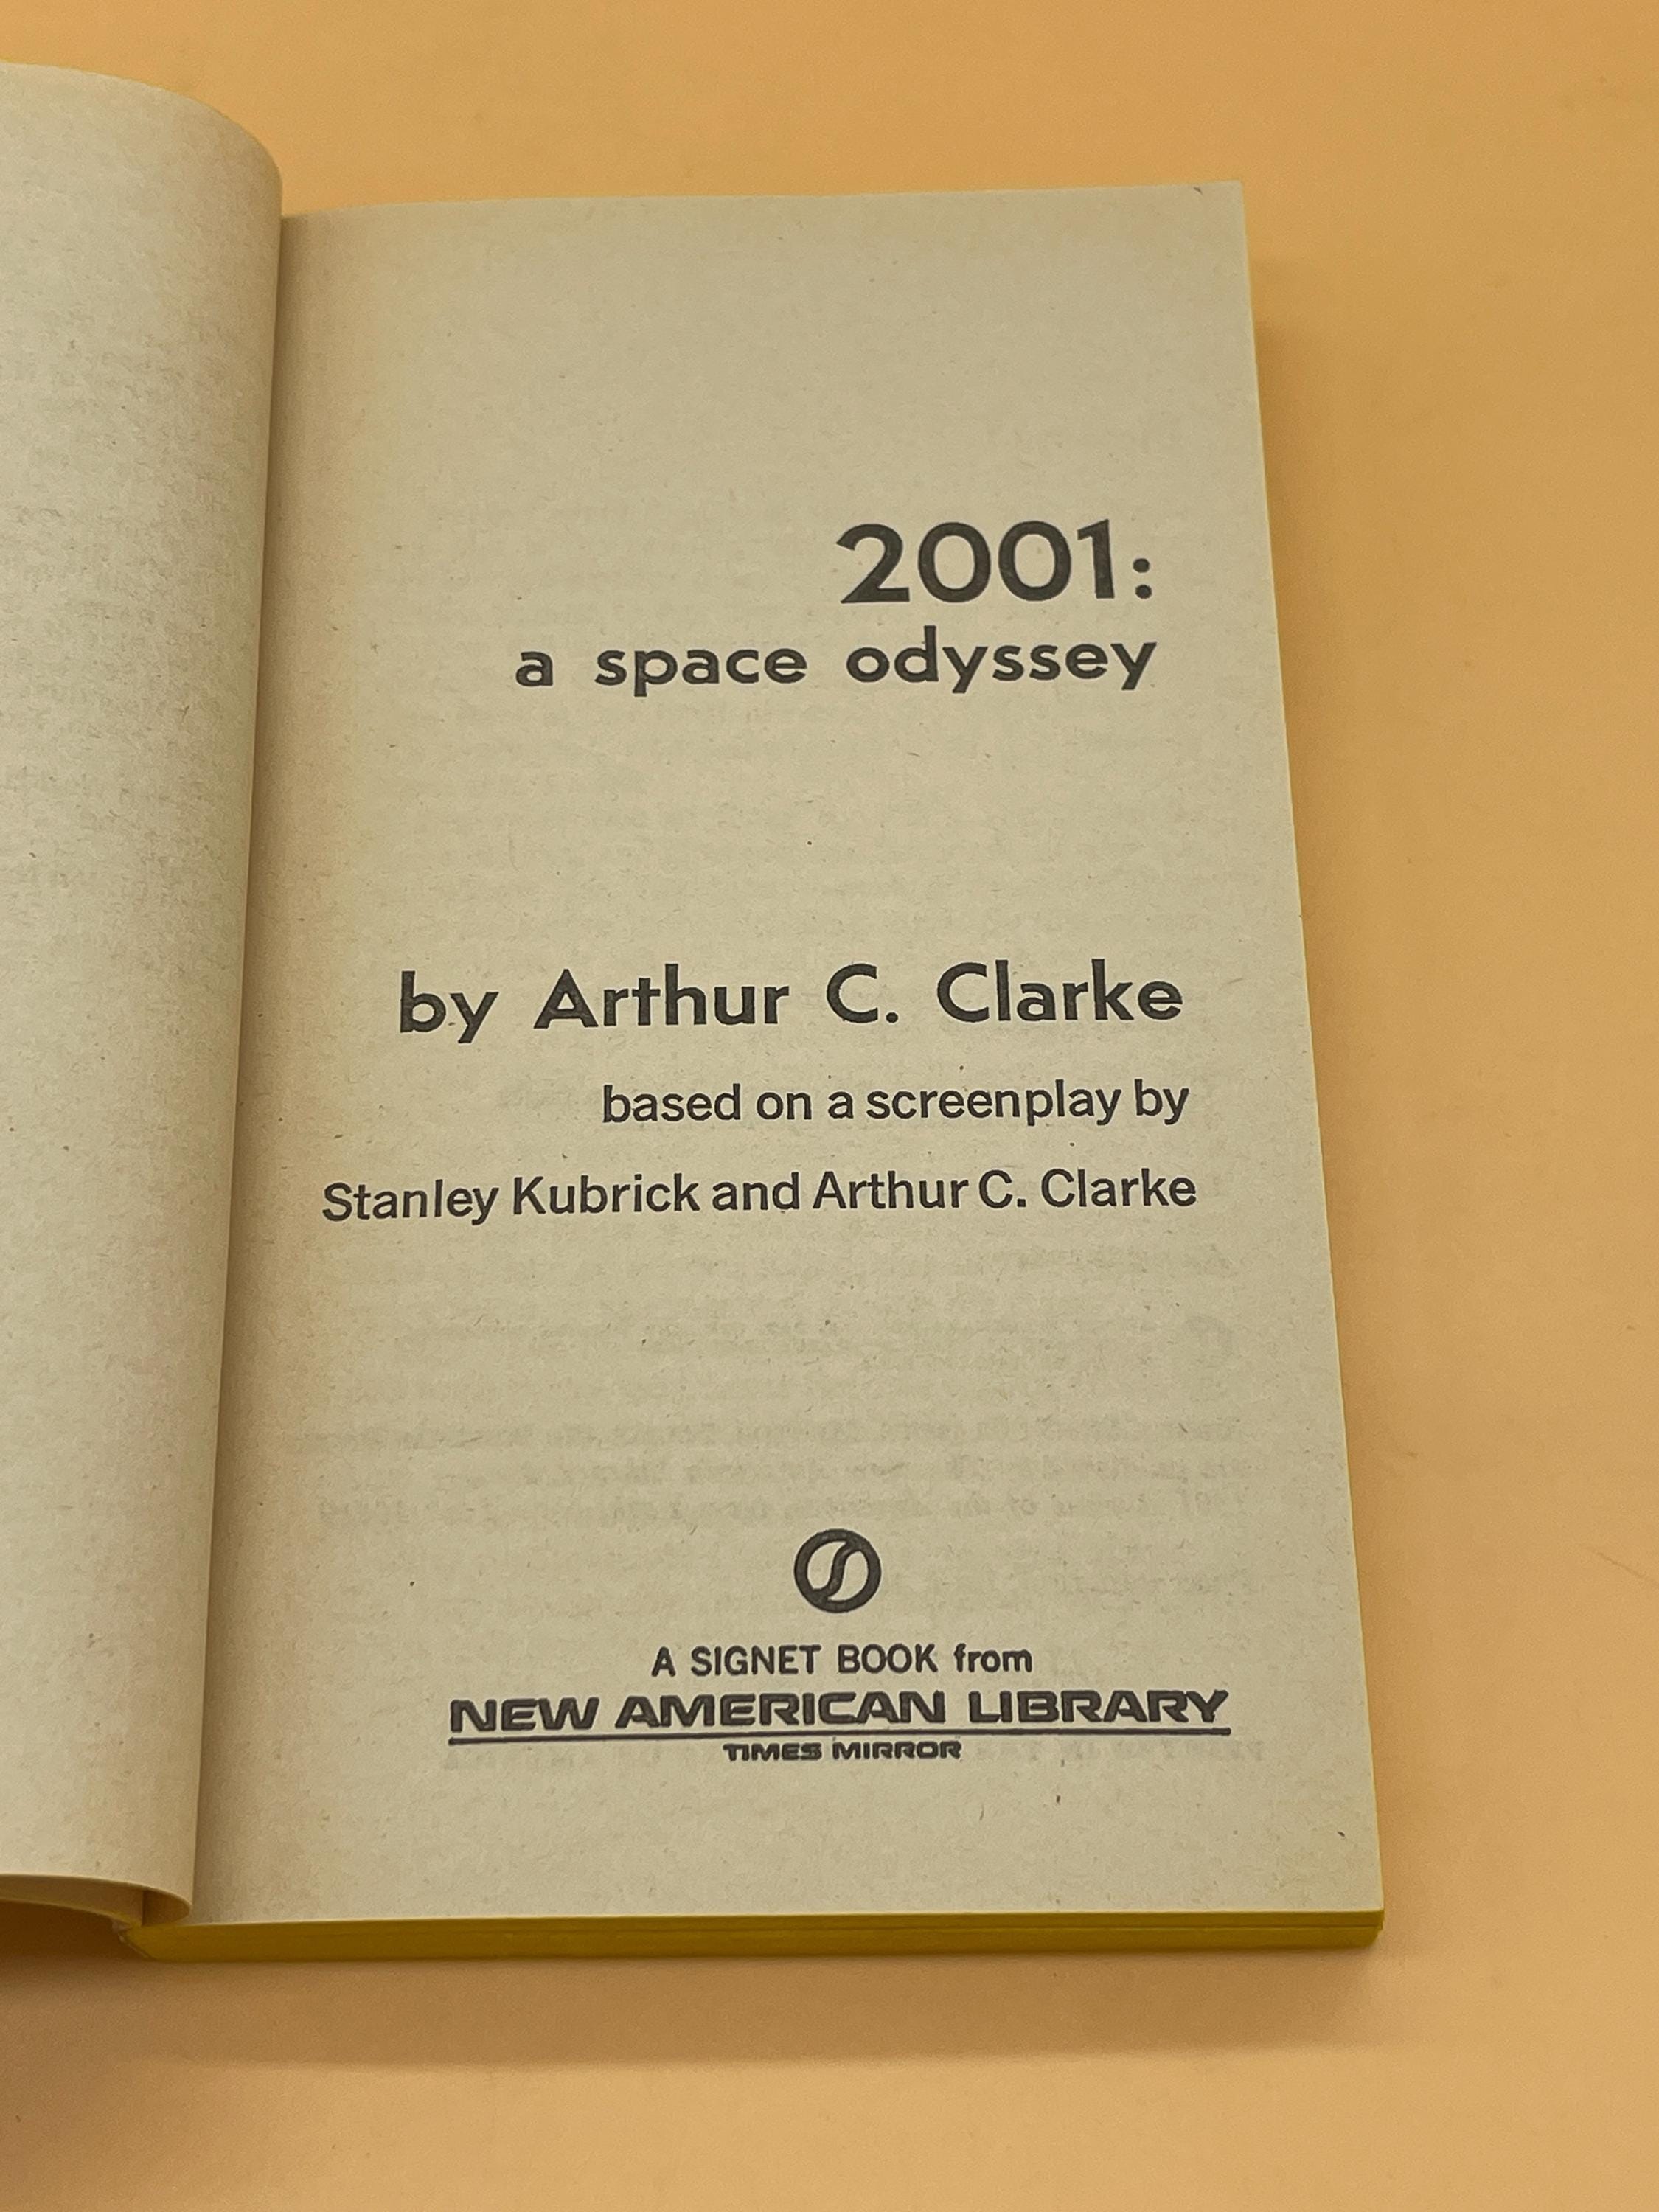 2001:
a space odyssey
by Arthur C. Clarke
based on a screenplay by
Stanley Kubrick and Arthur C. Clarke
A SIGNET BOOK from
NEW AMERICAN LIBRARY
TIMES MIRROR